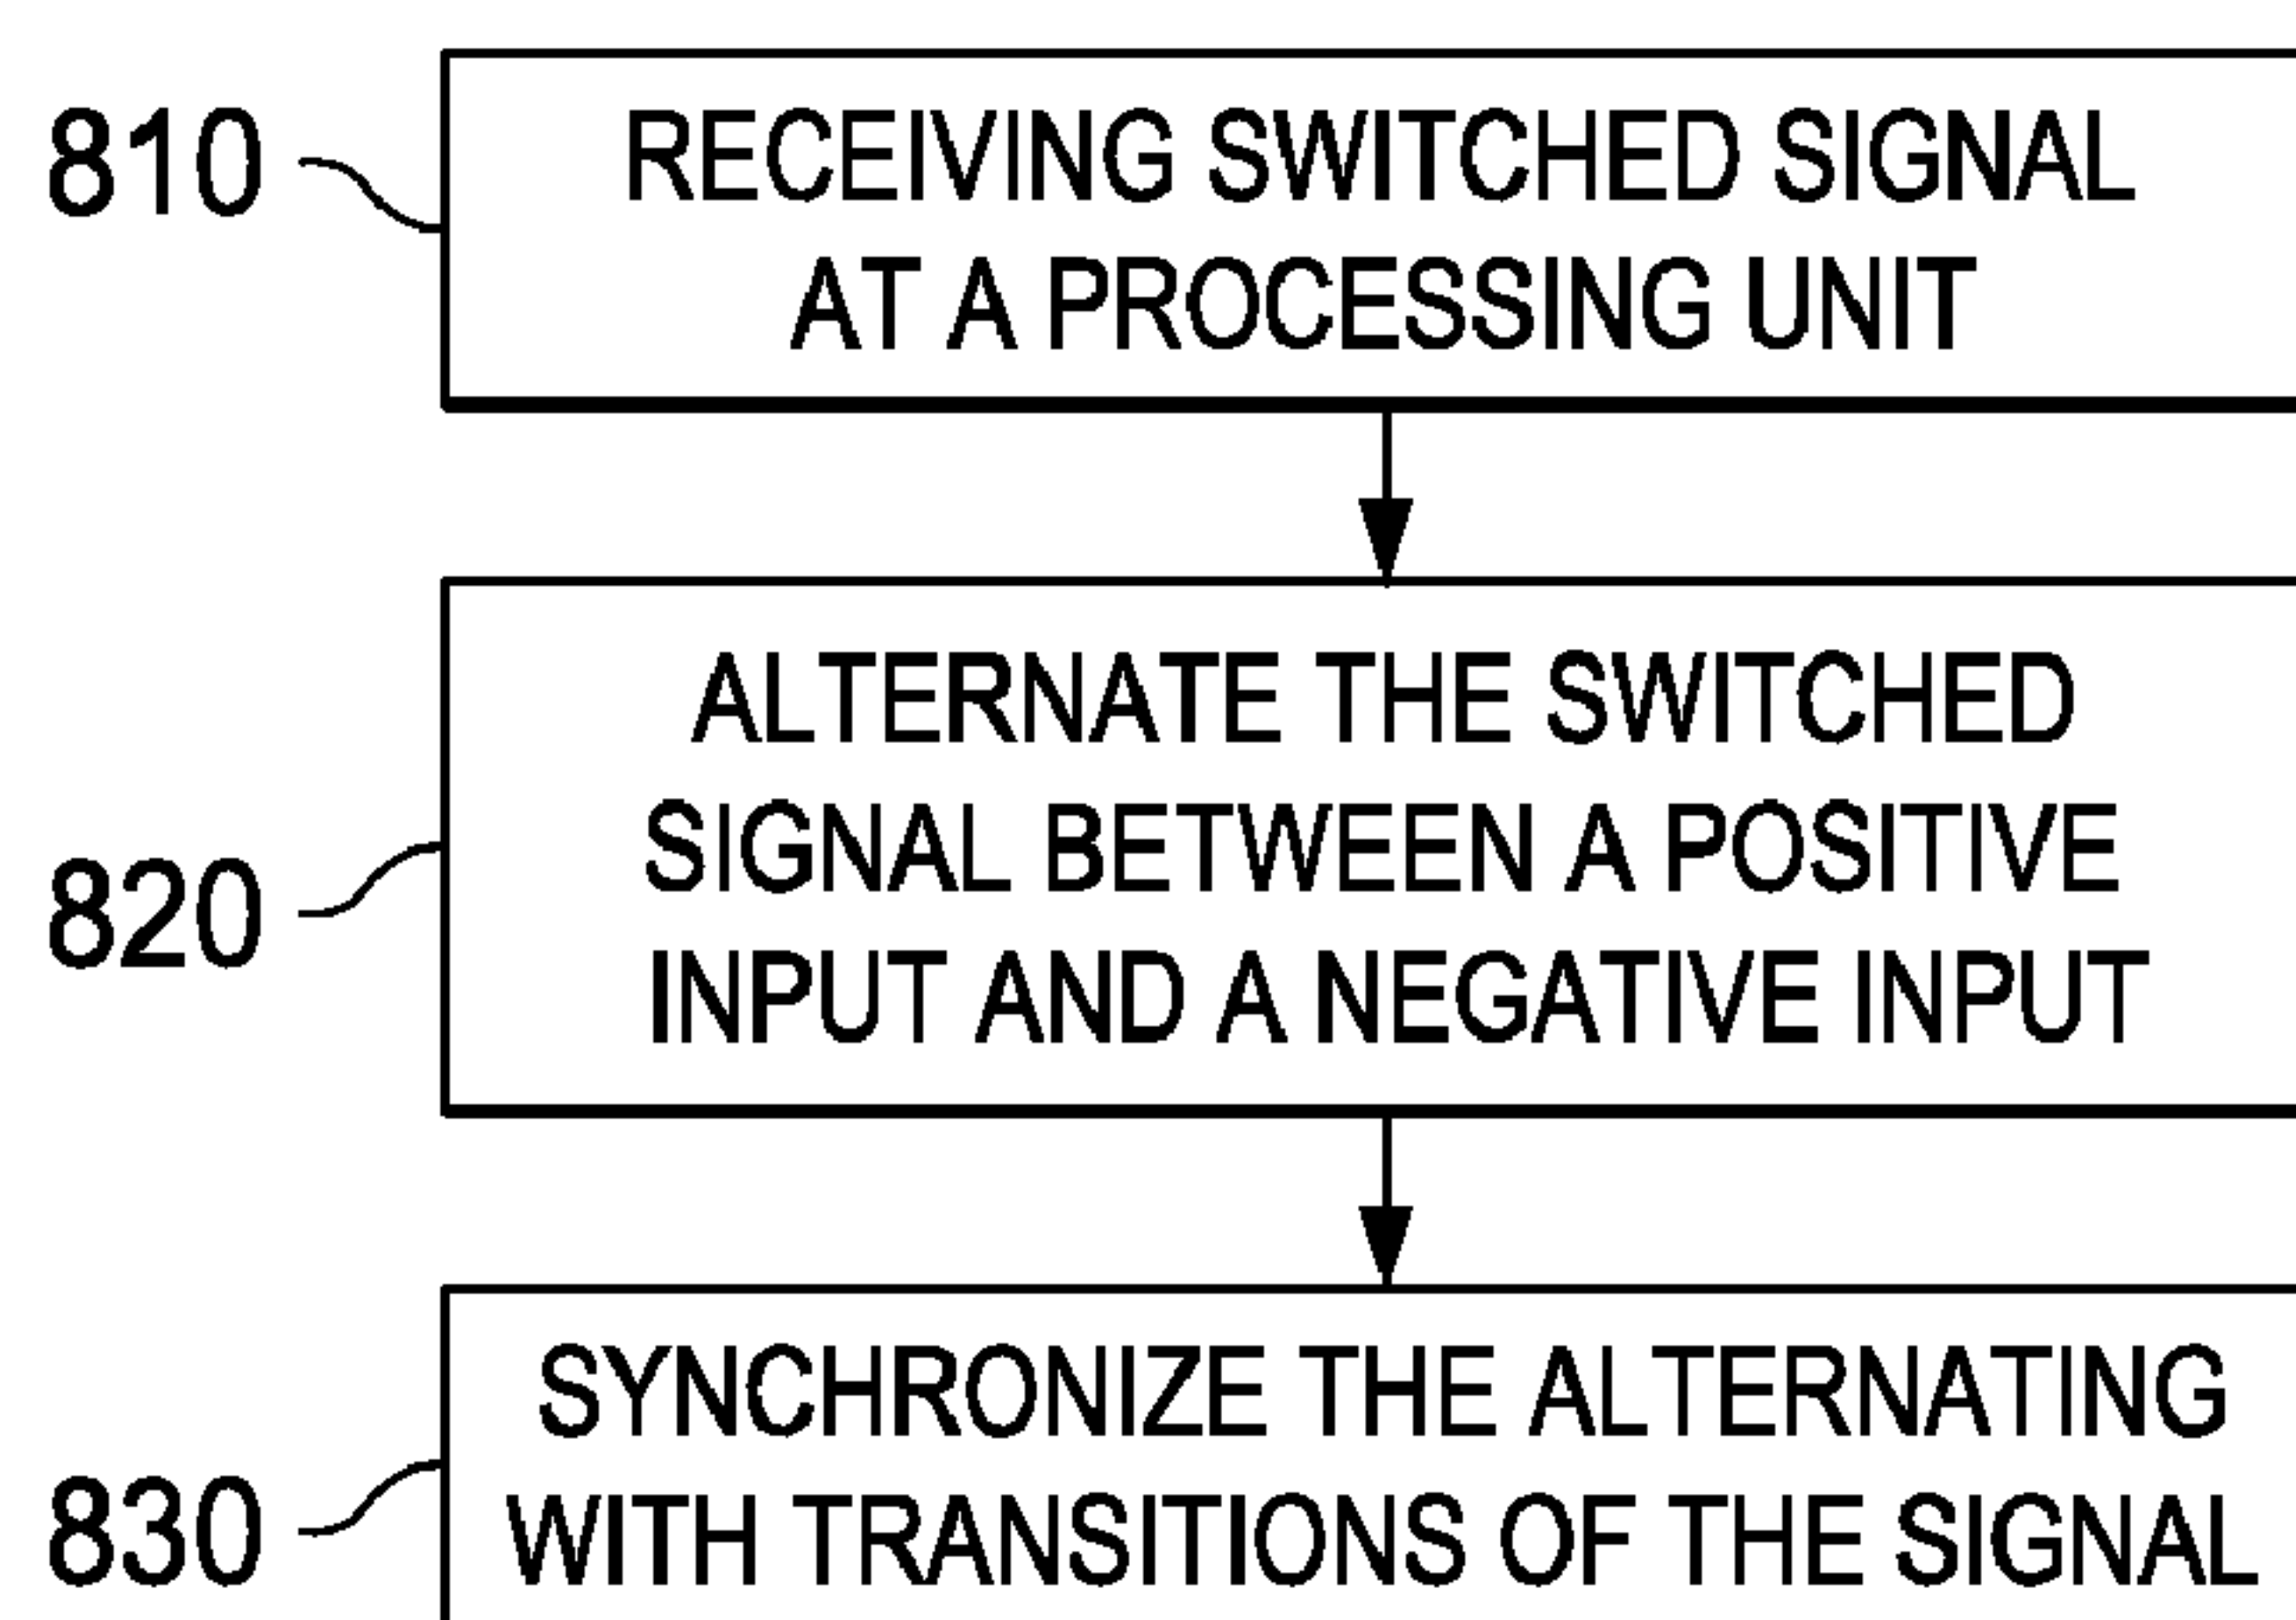 810
RECEIVING SWITCHED SIGNAL
AT A PROCESSING UNIT
820
ALTERNATE THE SWITCHED
SIGNAL BETWEEN A POSITIVE
INPUT AND A NEGATIVE INPUT
830
SYNCHRONIZE THE ALTERNATING
WITH TRANSITIONS OF THE SIGNAL